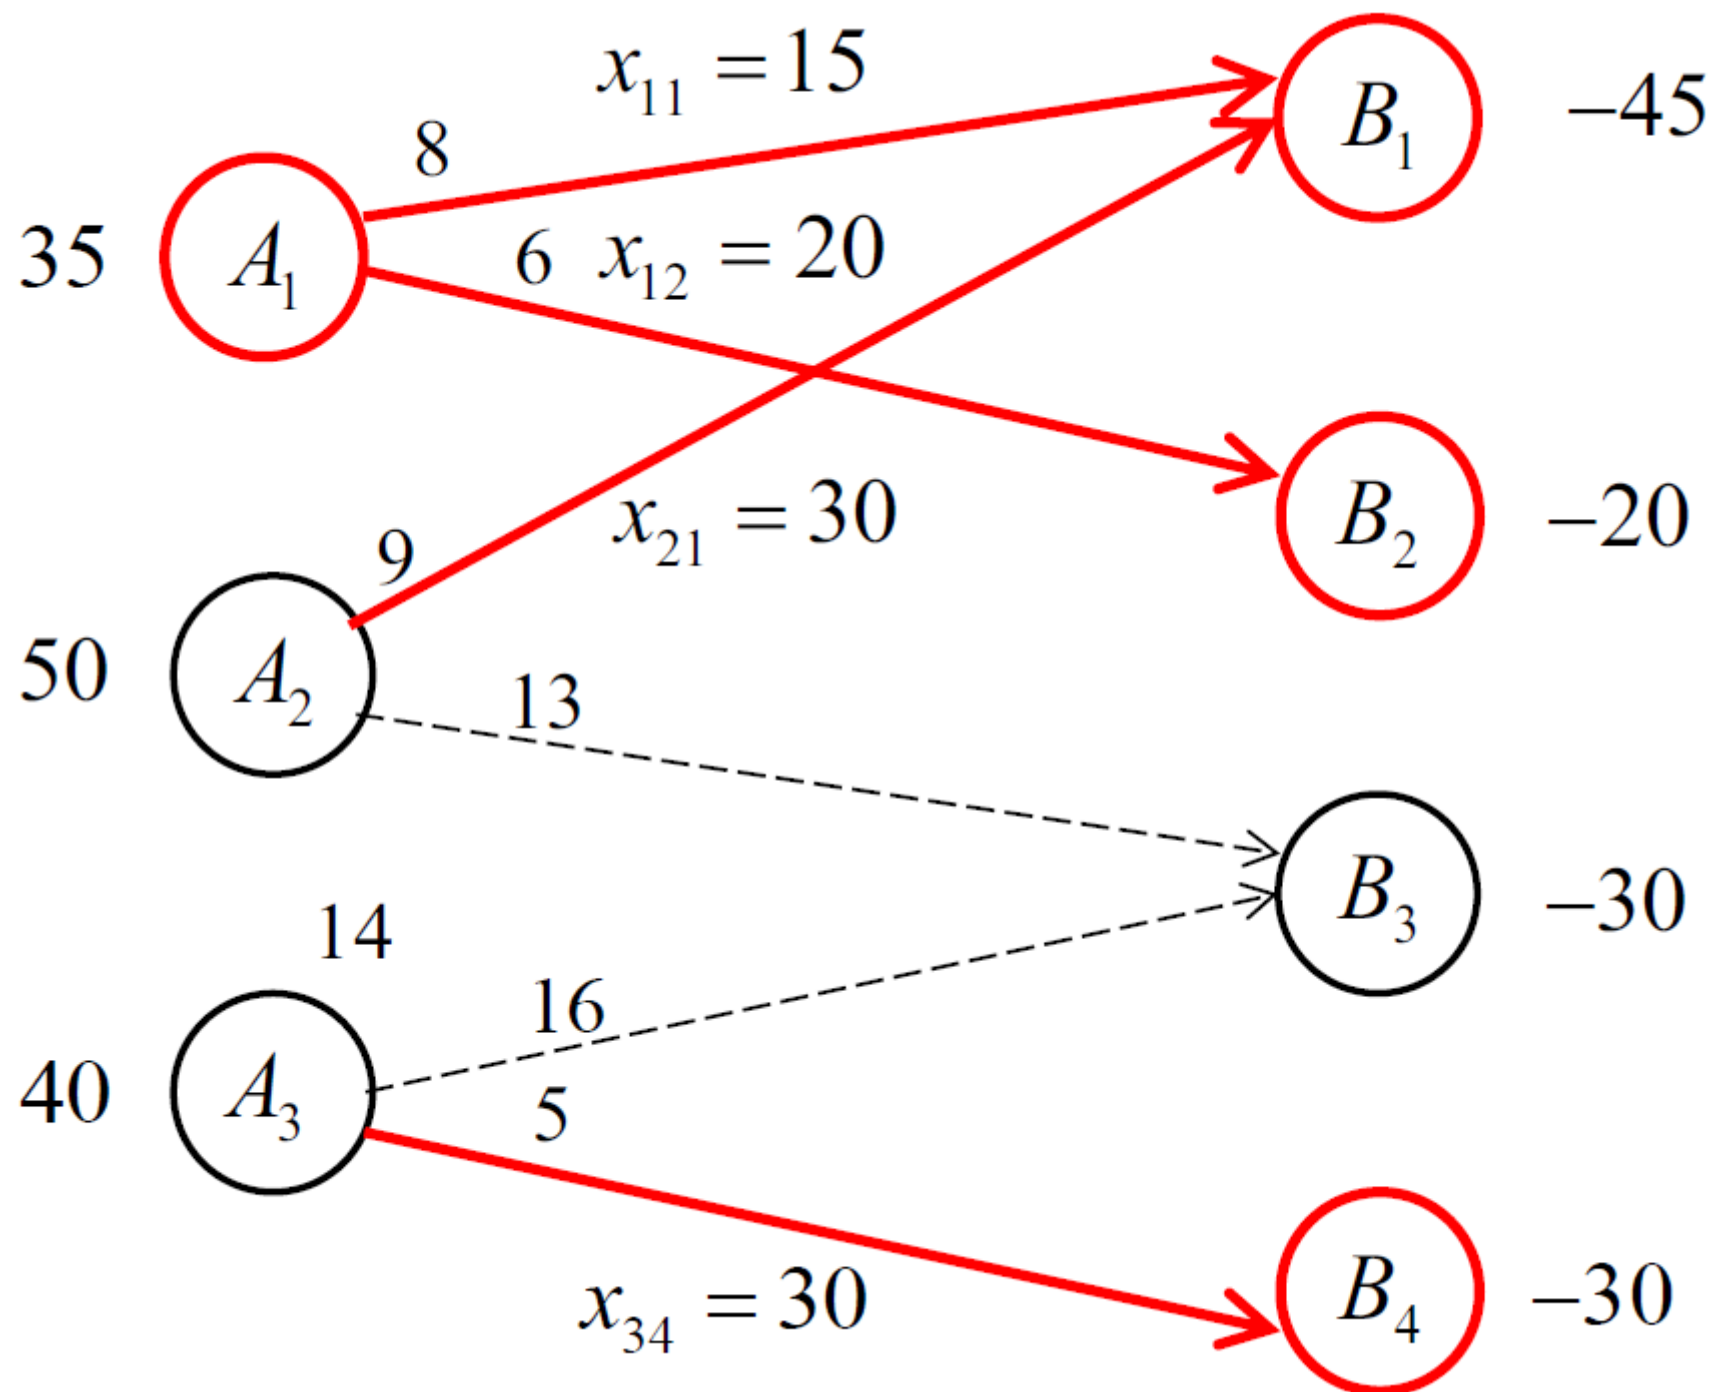 x₁₁ = 15
B₁ −45
8
35 A₁ 6 x₁₂ = 20
9 x₂₁ = 30 B₂ −20
50 A₂ 13
14 B₃ −30
16
40 A₃ 5
x₃₄ = 30 B₄ −30